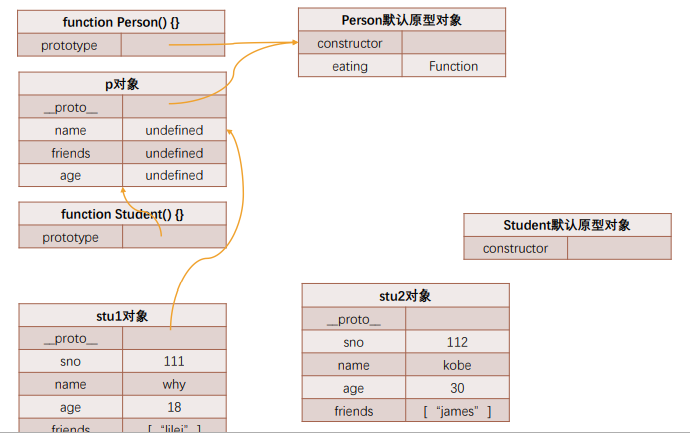 function Person() {}
prototype
Person默认原型对象
constructor
eating Function
p对象
__proto__
name undefined
friends undefined
age undefined
function Student() {}
prototype
Student默认原型对象
constructor
stu1对象
__proto__
sno 111
name why
age 18
friends [ “lilei” ]
stu2对象
__proto__
sno 112
name kobe
age 30
friends [ “james” ]